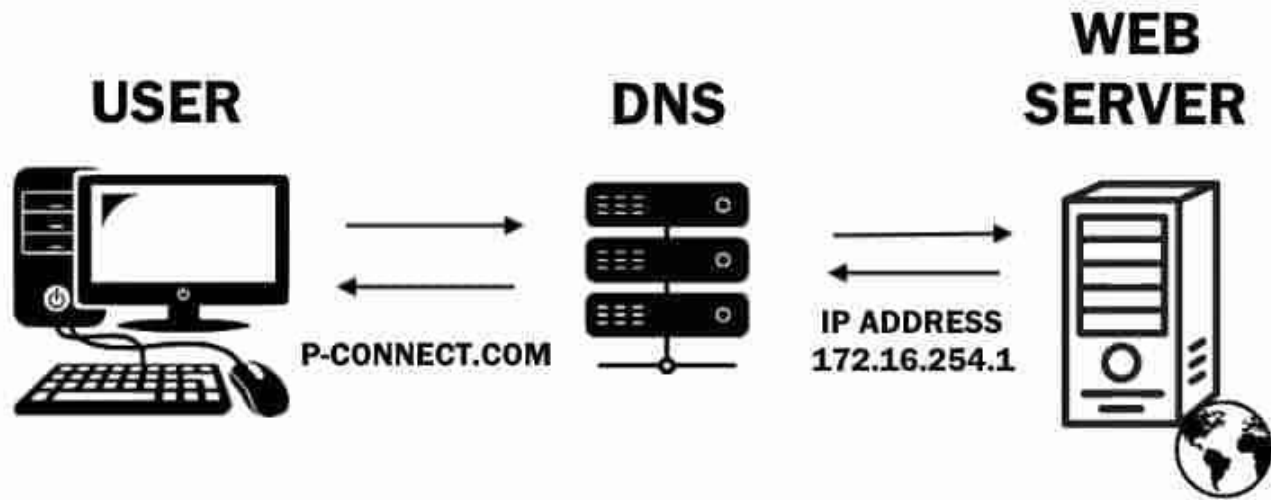 USER
DNS
WEB
SERVER
P-CONNECT.COM
IP ADDRESS
172.16.254.1